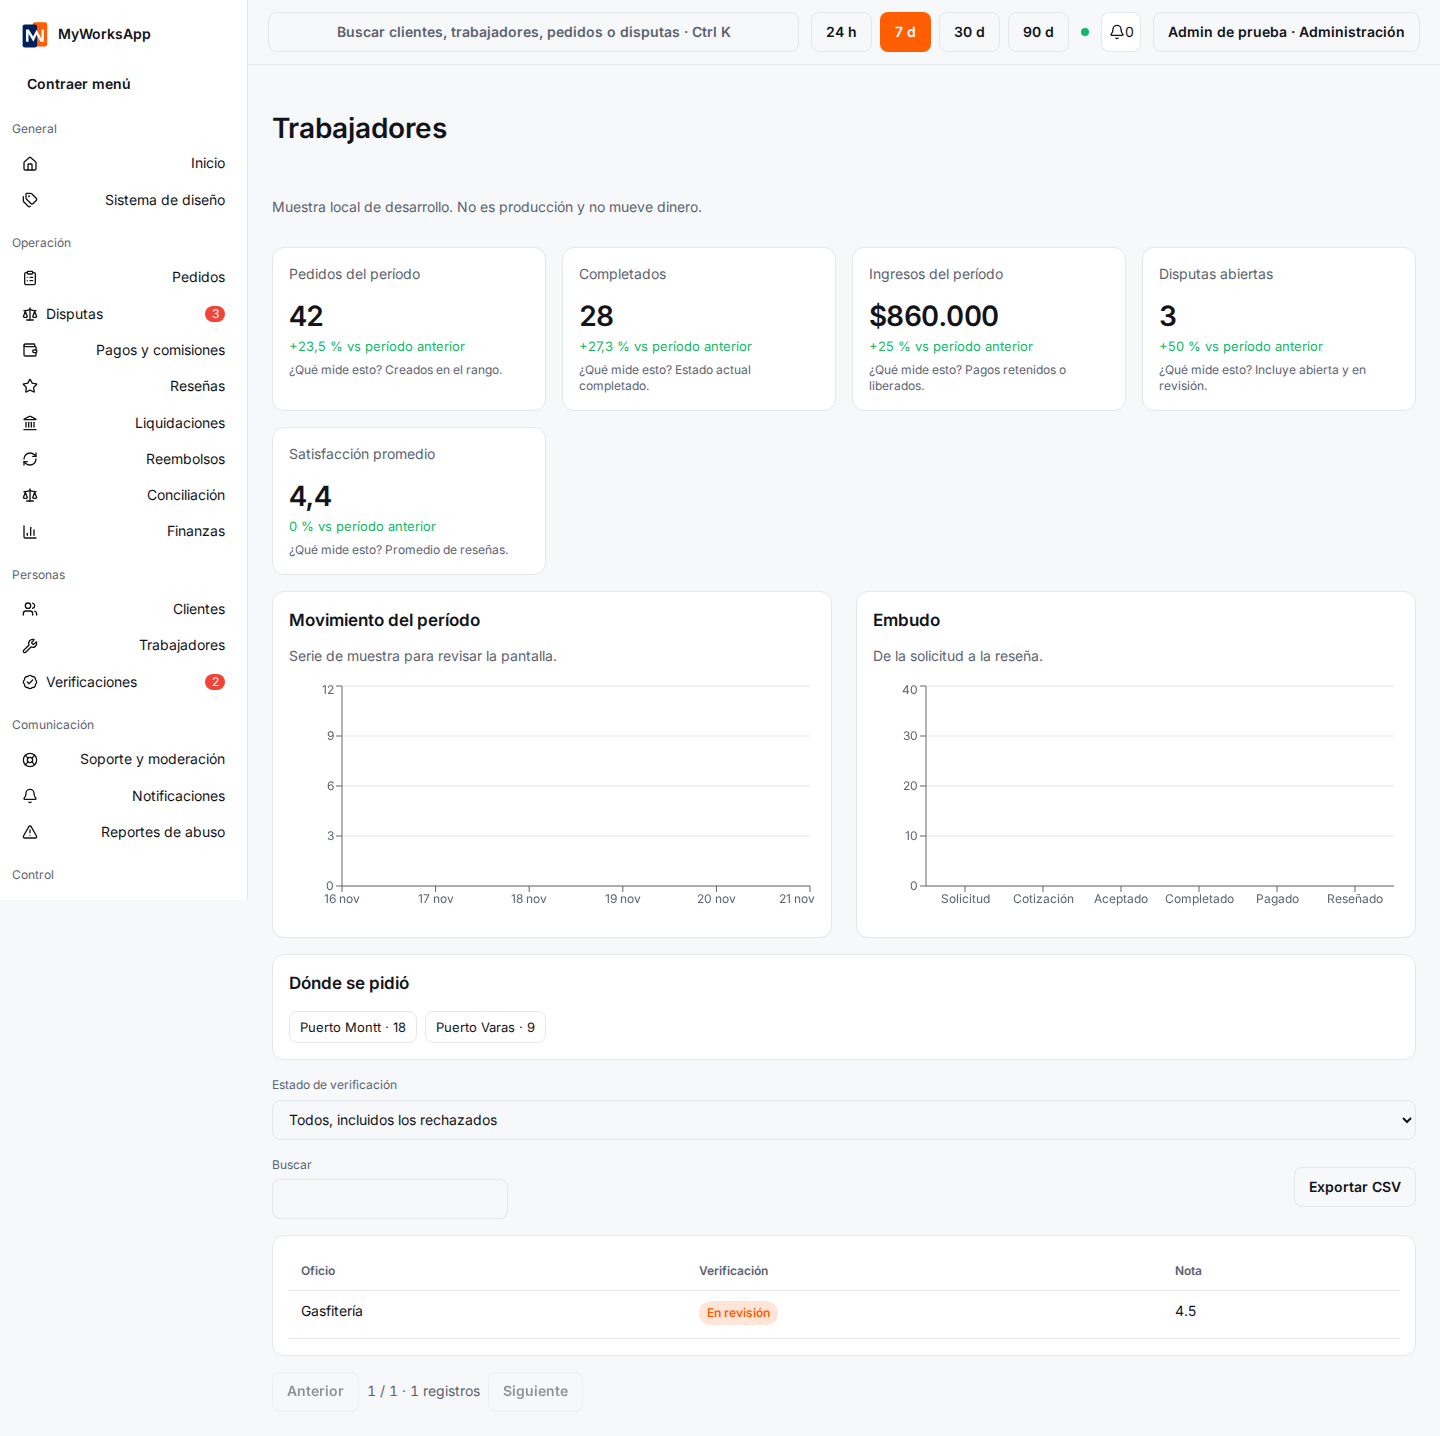 MyWorksApp
Contraer menú
General
Inicio
Sistema de diseño
Operación
Pedidos
Disputas 3
Pagos y comisiones
Reseñas
Liquidaciones
Reembolsos
Conciliación
Finanzas
Personas
Clientes
Trabajadores
Verificaciones 2
Comunicación
Soporte y moderación
Notificaciones
Reportes de abuso
Control
Buscar clientes, trabajadores, pedidos o disputas · Ctrl K
24 h
7 d
30 d
90 d
0
Admin de prueba · Administración
Trabajadores
Muestra local de desarrollo. No es producción y no mueve dinero.
Pedidos del período
42
+23,5 % vs período anterior
¿Qué mide esto? Creados en el rango.
Completados
28
+27,3 % vs período anterior
¿Qué mide esto? Estado actual
completado.
Ingresos del período
$860.000
+25 % vs período anterior
¿Qué mide esto? Pagos retenidos o
liberados.
Disputas abiertas
3
+50 % vs período anterior
¿Qué mide esto? Incluye abierta y en
revisión.
Satisfacción promedio
4,4
0 % vs período anterior
¿Qué mide esto? Promedio de reseñas.
Movimiento del período
Serie de muestra para revisar la pantalla.
12
9
6
3
0
16 nov 17 nov 18 nov 19 nov 20 nov 21 nov
Embudo
De la solicitud a la reseña.
40
30
20
10
0
Solicitud Cotización Aceptado Completado Pagado Reseñado
Dónde se pidió
Puerto Montt · 18
Puerto Varas · 9
Estado de verificación
Todos, incluidos los rechazados
Buscar
Exportar CSV
Oficio Verificación Nota
Gasfitería En revisión 4.5
Anterior 1 / 1 · 1 registros Siguiente